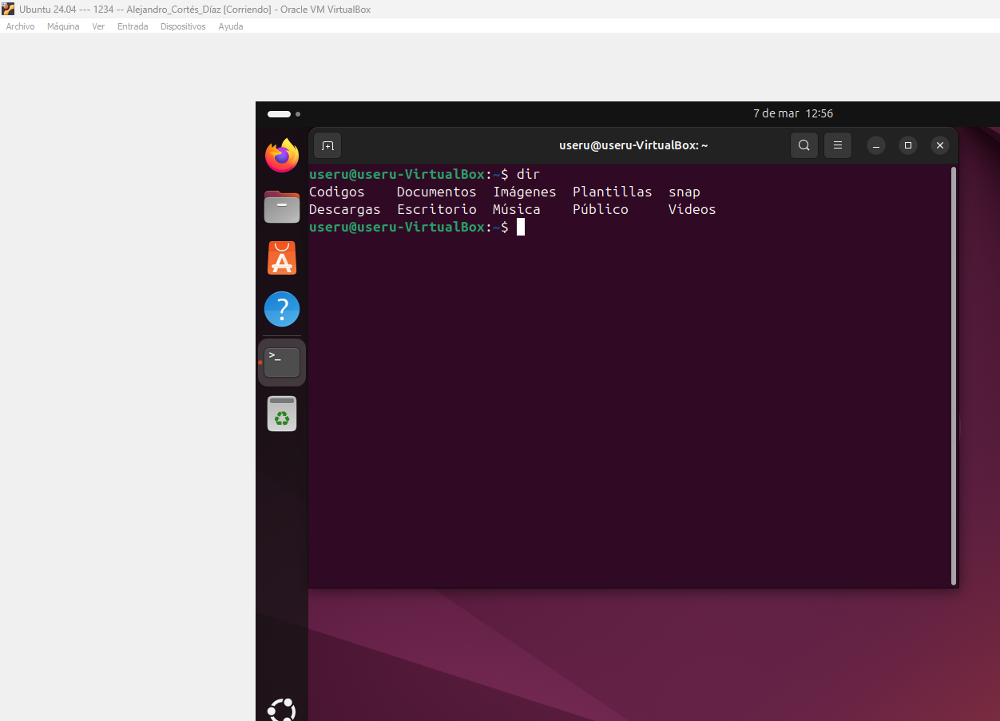 Ubuntu 24.04 --- 1234 -- Alejandro_Cortés_Díaz [Corriendo] - Oracle VM VirtualBox
Archivo Máquina Ver Entrada Dispositivos Ayuda
7 de mar 12:56
useru@useru-VirtualBox: ~
useru@useru-VirtualBox:~$ dir
Codigos Documentos Imágenes Plantillas snap
Descargas Escritorio Música Público Vídeos
useru@useru-VirtualBox:~$